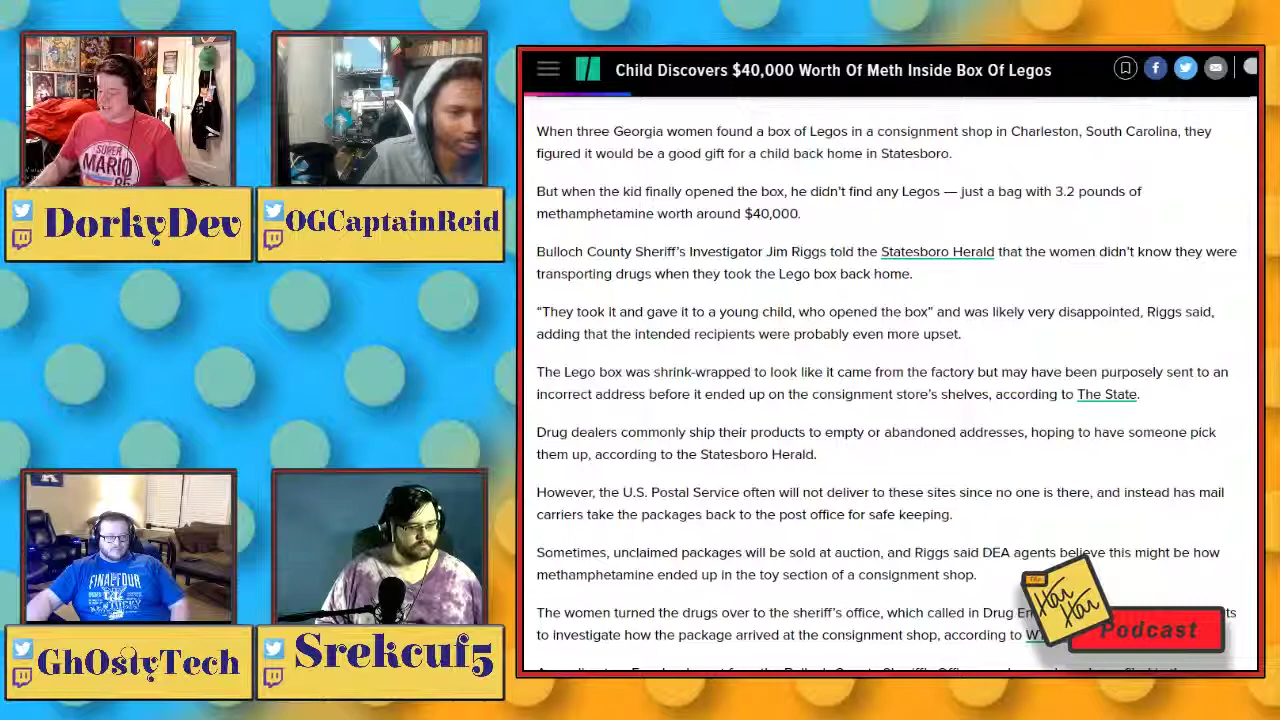 SUPER
MARIO
85
DorkyDev
OGCaptainReid
FINAL FOUR
KENTUCKY
GhOstyTech
Srekcuf5
Child Discovers $40,000 Worth Of Meth Inside Box Of Legos
When three Georgia women found a box of Legos in a consignment shop in Charleston, South Carolina, they
figured it would be a good gift for a child back home in Statesboro.
But when the kid finally opened the box, he didn't find any Legos — just a bag with 3.2 pounds of
methamphetamine worth around $40,000.
Bulloch County Sheriff's Investigator Jim Riggs told the Statesboro Herald that the women didn't know they were
transporting drugs when they took the Lego box back home.
“They took it and gave it to a young child, who opened the box” and was likely very disappointed, Riggs said,
adding that the intended recipients were probably even more upset.
The Lego box was shrink-wrapped to look like it came from the factory but may have been purposely sent to an
incorrect address before it ended up on the consignment store's shelves, according to The State.
Drug dealers commonly ship their products to empty or abandoned addresses, hoping to have someone pick
them up, according to the Statesboro Herald.
However, the U.S. Postal Service often will not deliver to these sites since no one is there, and instead has mail
carriers take the packages back to the post office for safe keeping.
Sometimes, unclaimed packages will be sold at auction, and Riggs said DEA agents believe this might be how
methamphetamine ended up in the toy section of a consignment shop.
The women turned the drugs over to the sheriff's office, which called in Drug
to investigate how the package arrived at the consignment shop, according to
The
Hai
Hai
Podcast